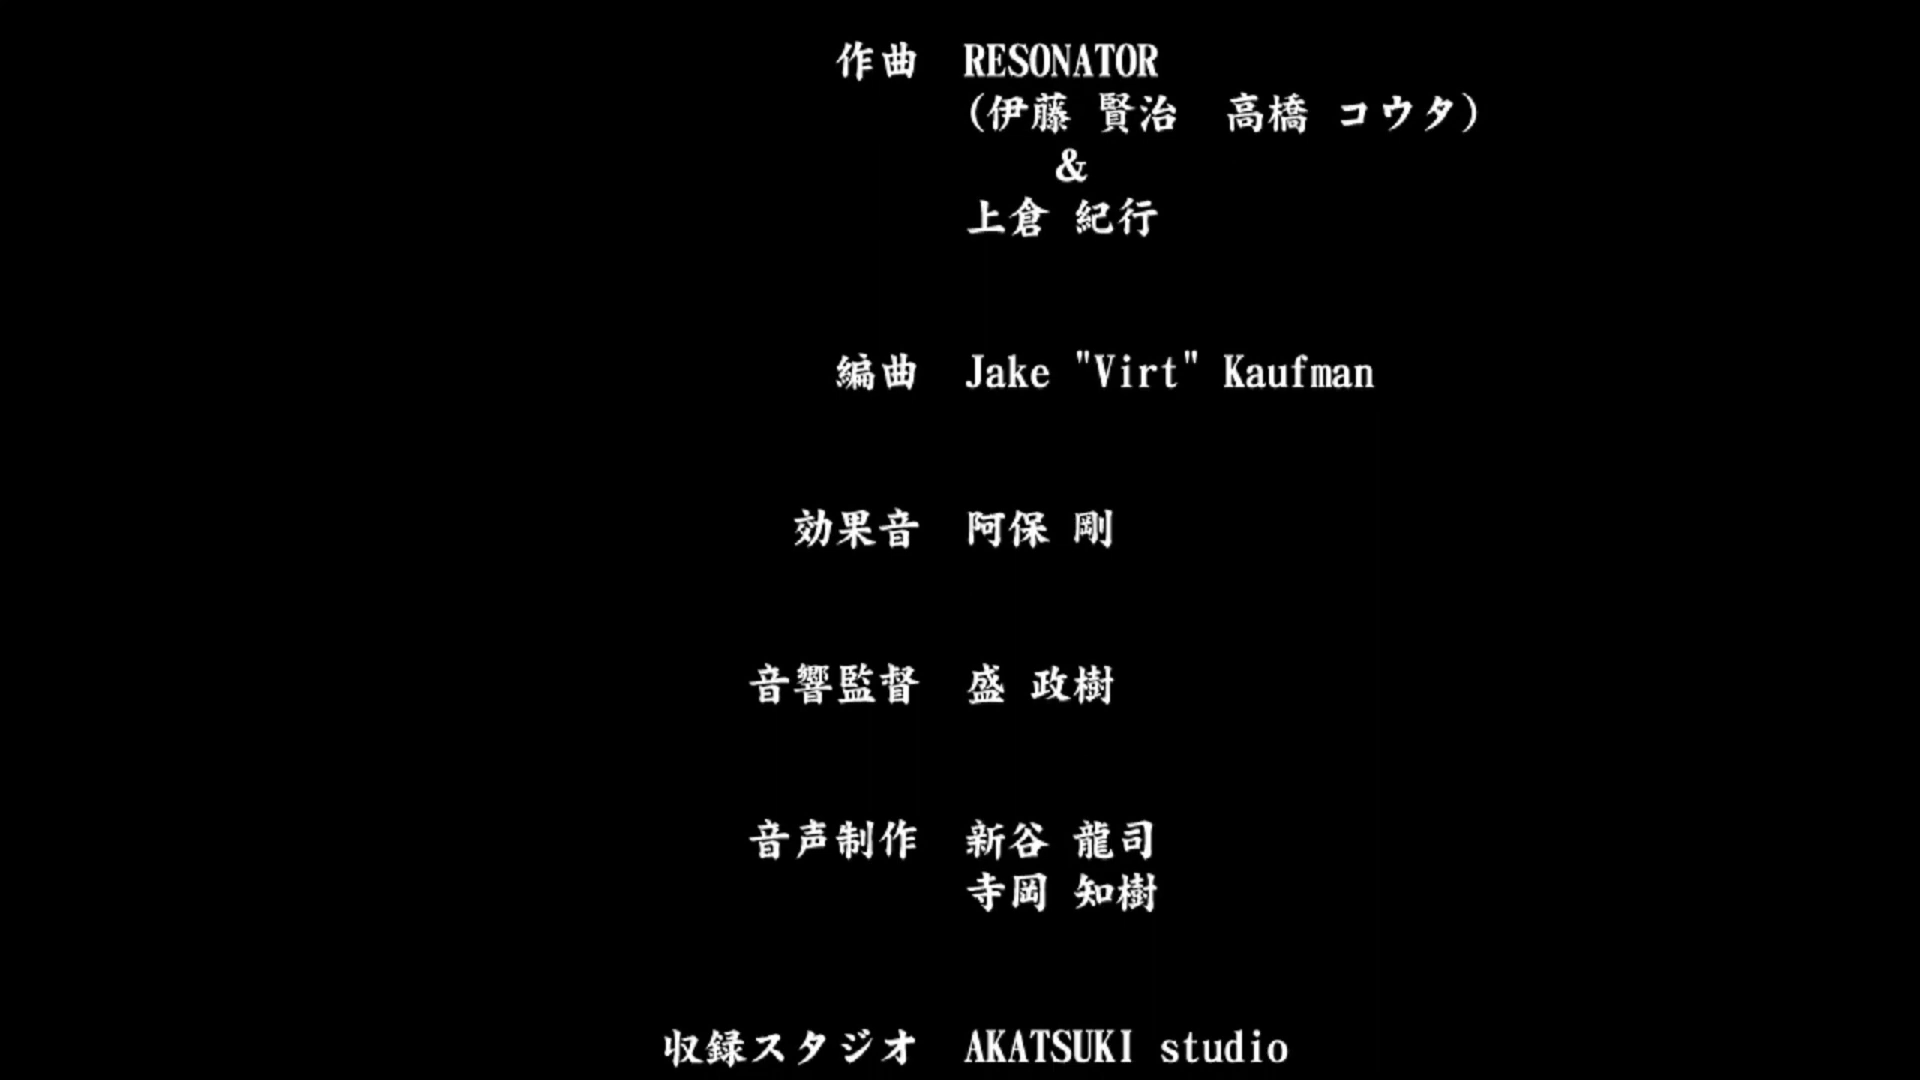 作曲 RESONATOR
(伊藤 賢治 高橋 コウタ)
&
上倉 紀行
編曲 Jake "Virt" Kaufman
効果音 阿保 剛
音響監督 盛 政樹
音声制作 新谷 龍司
寺岡 知樹
収録スタジオ AKATSUKI studio